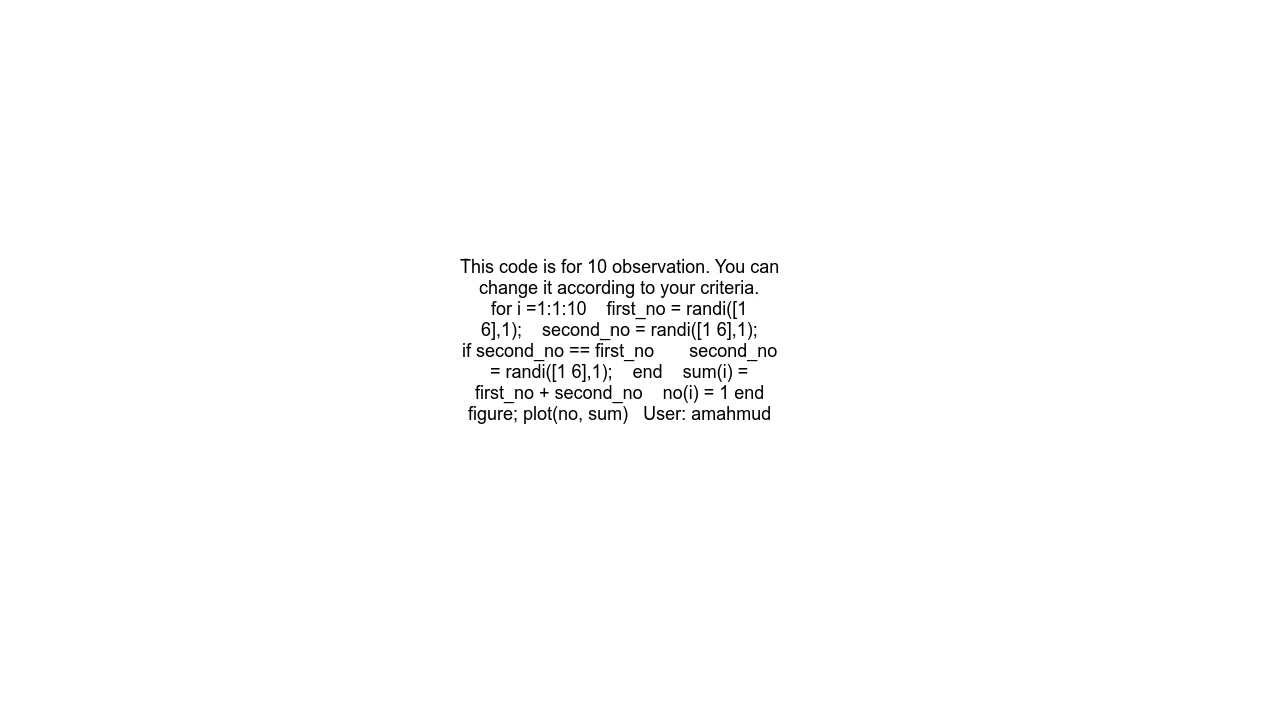 This code is for 10 observation. You can
change it according to your criteria.
for i =1:1:10    first_no = randi([1
6],1);    second_no = randi([1 6],1);
if second_no == first_no       second_no
= randi([1 6],1);    end    sum(i) =
first_no + second_no    no(i) = 1 end
figure; plot(no, sum)   User: amahmud